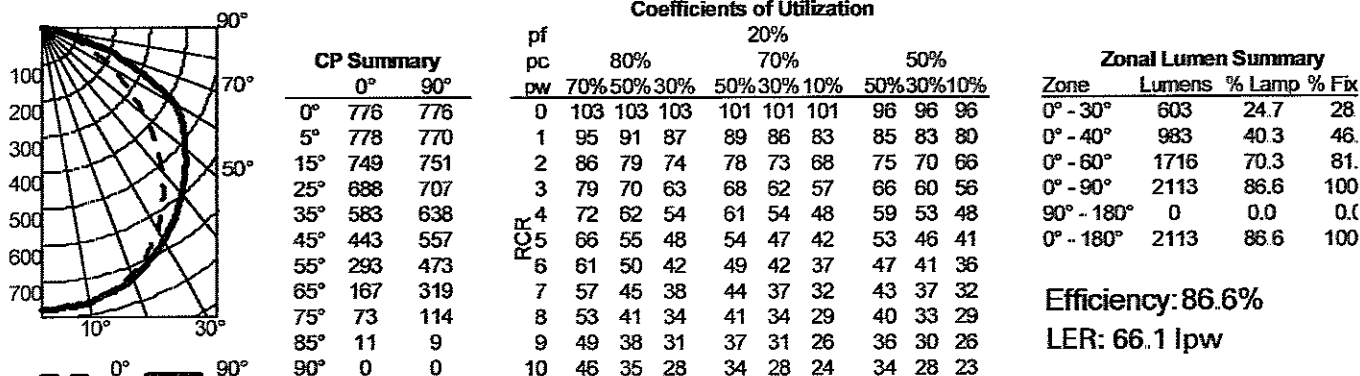 90°
70°
50°
100
200
300
400
500
600
700
10° 30°
0° 90°
CP Summary
0° 90°
0° 776 776
5° 778 770
15° 749 751
25° 688 707
35° 583 638
45° 443 557
55° 293 473
65° 167 319
75° 73 114
85° 11 9
90° 0 0
Coefficients of Utilization
pf 20%
pc 80% 70% 50%
pw 70% 50% 30% 50% 30% 10% 50% 30% 10%
RCR
0 103 103 103 101 101 101 96 96 96
1 95 91 87 89 86 83 85 83 80
2 86 79 74 78 73 68 75 70 66
3 79 70 63 68 62 57 66 60 56
4 72 62 54 61 54 48 59 53 48
5 66 55 48 54 47 42 53 46 41
6 61 50 42 49 42 37 47 41 36
7 57 45 38 44 37 32 43 37 32
8 53 41 34 41 34 29 40 33 29
9 49 38 31 37 31 26 36 30 26
10 46 35 28 34 28 24 34 28 23
Zonal Lumen Summary
Zone Lumens % Lamp % Fix
0° - 30° 603 24.7 28.
0° - 40° 983 40.3 46.
0° - 60° 1716 70.3 81.
0° - 90° 2113 86.6 100
90° - 180° 0 0.0 0.0
0° - 180° 2113 86.6 100
Efficiency: 86.6%
LER: 66.1 lpw